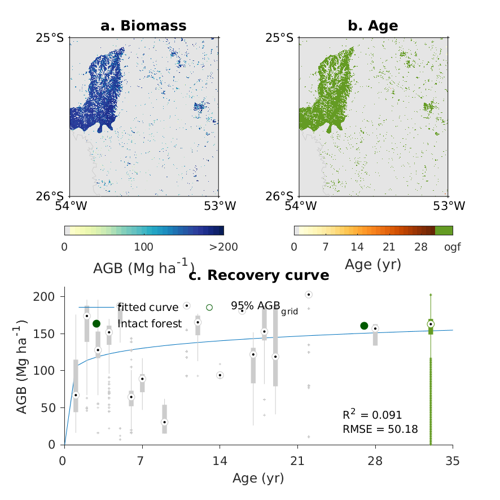 a. Biomass
b. Age
25°S
26°S
54°W
53°W
25°S
26°S
54°W
53°W
0
100
>200
AGB (Mg ha⁻¹)
0
7
14
21
28
ogf
Age (yr)
c. Recovery curve
AGB (Mg ha⁻¹)
200
150
100
50
0
fitted curve
95% AGB_grid
Intact forest
R² = 0.091
RMSE = 50.18
0
7
14
21
28
35
Age (yr)